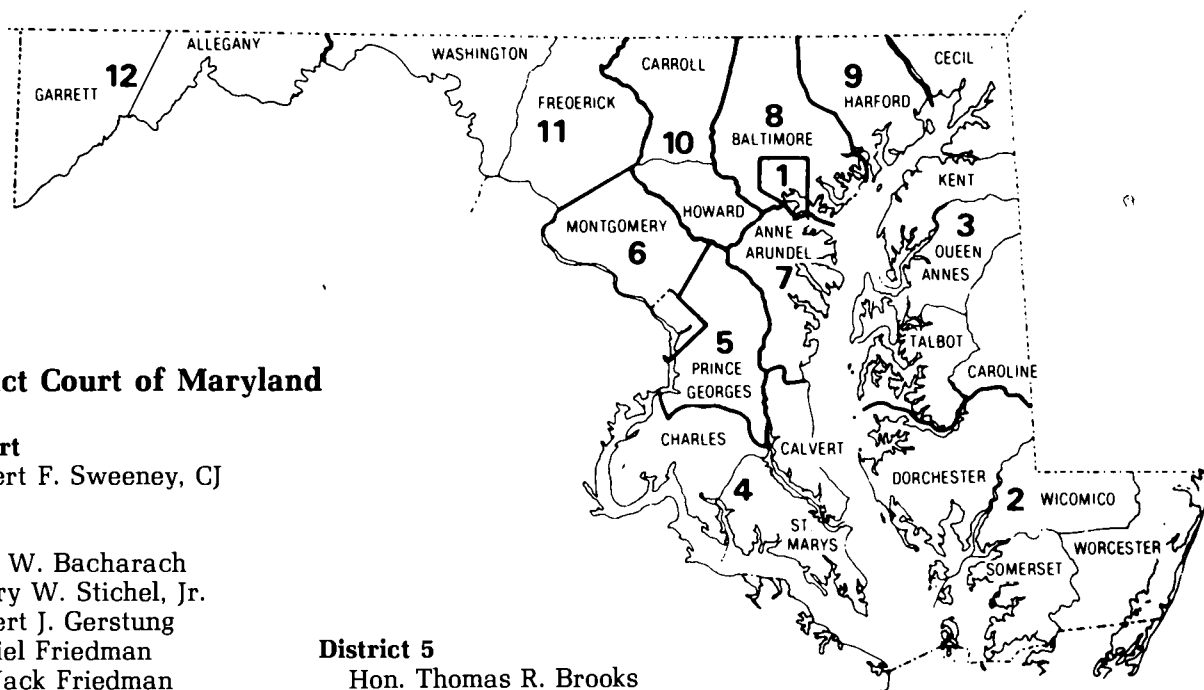 ALLEGANY
WASHINGTON
CARROLL
CECIL
GARRETT
12
9
HARFORD
FREDERICK
11
8
BALTIMORE
10
1
KENT
MONTGOMERY
6
HOWARD
ANNE
ARUNDEL
7
3
QUEEN
ANNES
TALBOT
CAROLINE
5
PRINCE
GEORGES
CHARLES
CALVERT
4
ST
MARYS
DORCHESTER
2
WICOMICO
WORCESTER
SOMERSET
ct Court of Maryland
rt
ert F. Sweeney, CJ
W. Bacharach
ry W. Stichel, Jr.
ert J. Gerstung
iel Friedman
Jack Friedman
District 5
Hon. Thomas R. Brooks